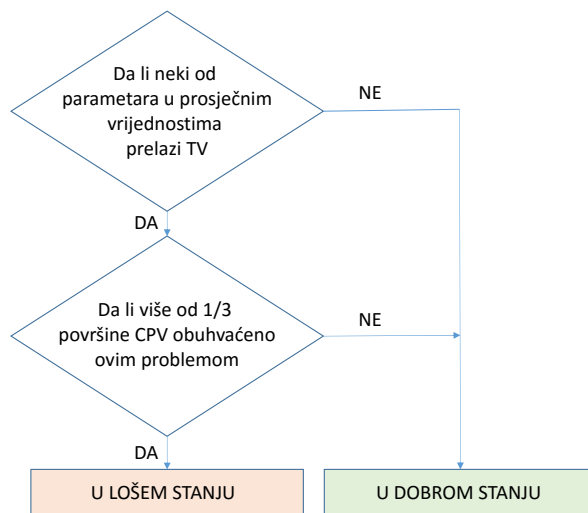 Da li neki od
parametara u prosječnim
vrijednostima
prelazi TV
NE
DA
Da li više od 1/3
površine CPV obuhvaćeno
ovim problemom
NE
DA
U LOŠEM STANJU
U DOBROM STANJU